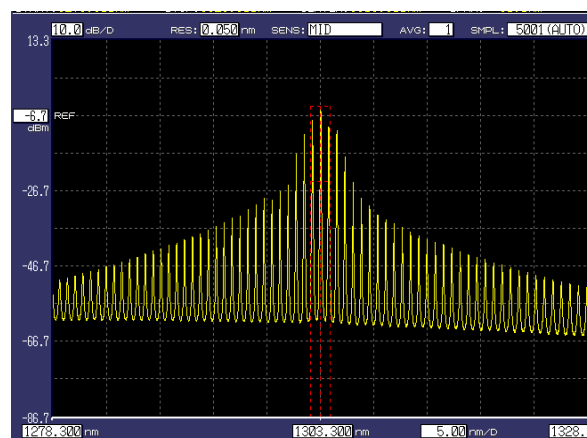 10.0 dB/D RES: 0.050 nm SENS: MID AVG: 1 SMPL: 5001(AUTO)
13.3
-6.7 REF
dBm
-26.7
-46.7
-66.7
-86.7
1278.300 nm 1303.300 nm 5.00 nm/D 1328.